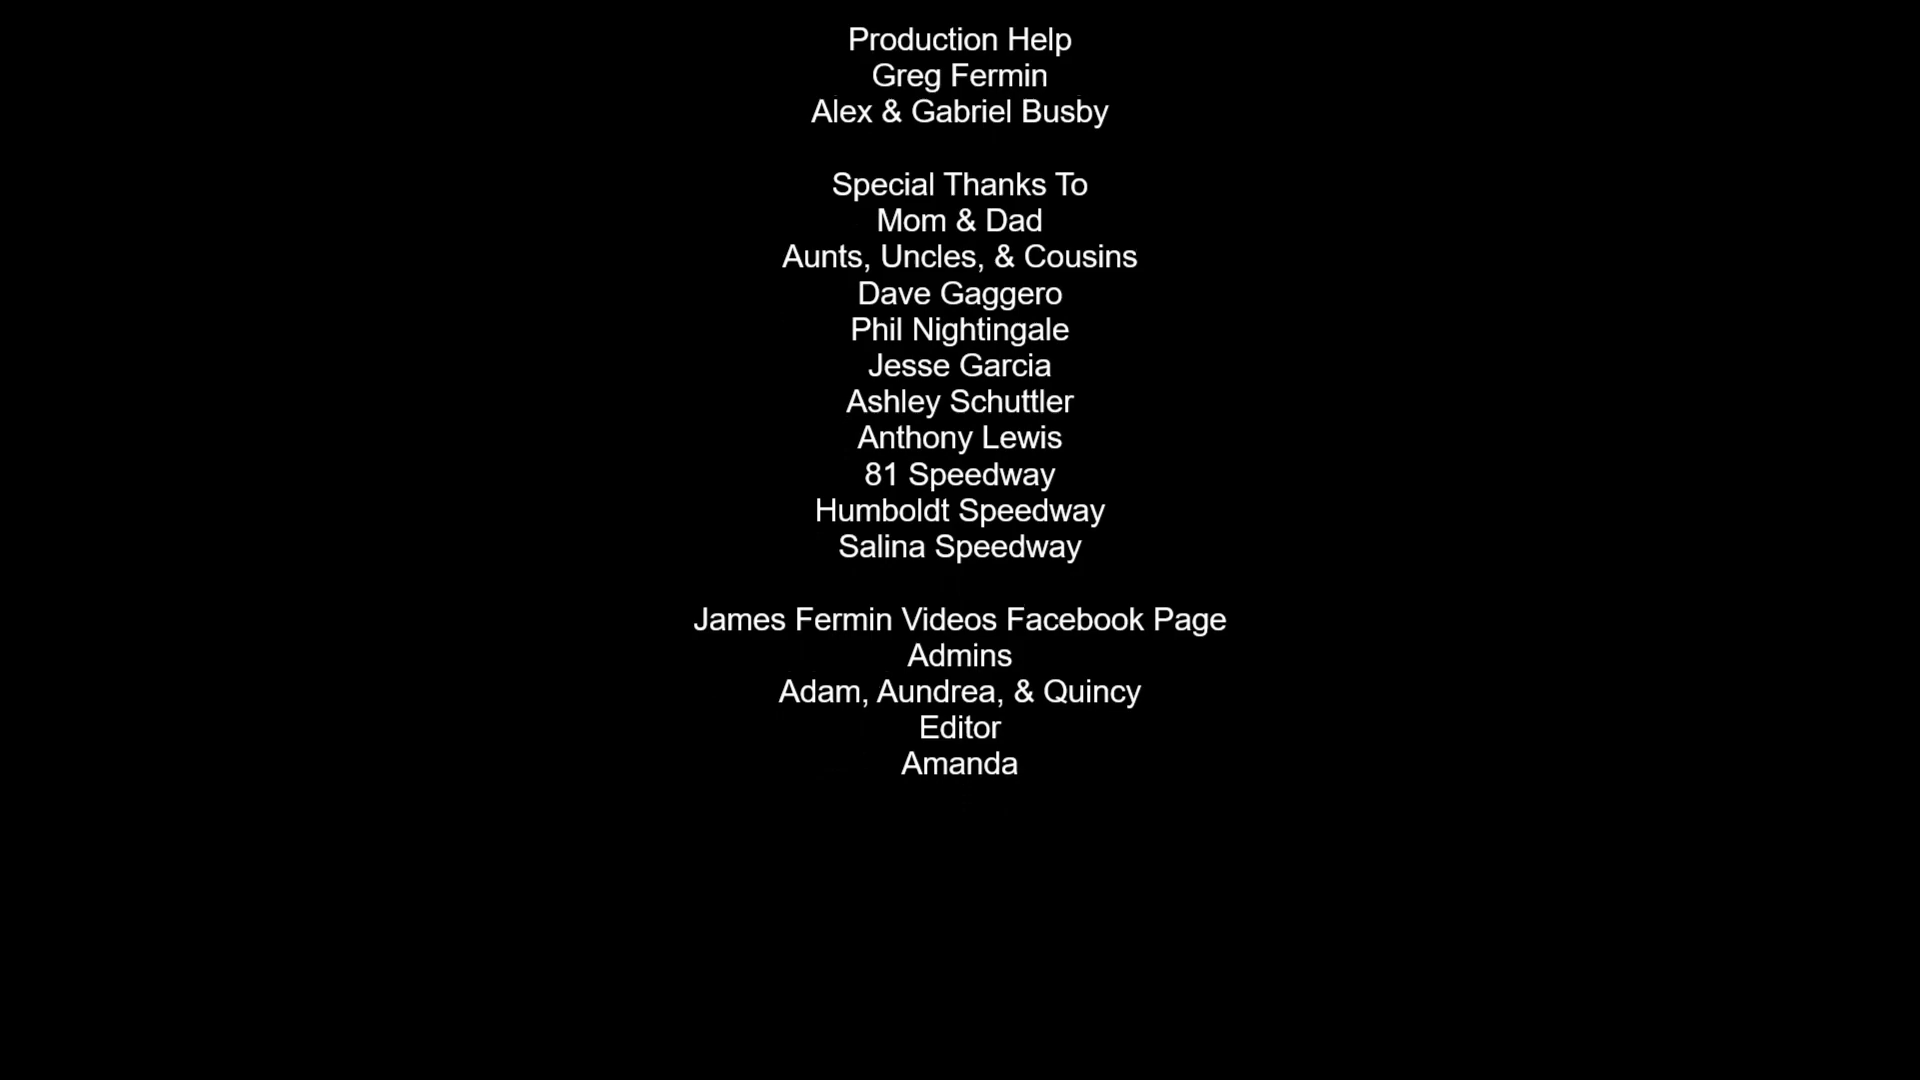 Production Help
Greg Fermin
Alex & Gabriel Busby
Special Thanks To
Mom & Dad
Aunts, Uncles, & Cousins
Dave Gaggero
Phil Nightingale
Jesse Garcia
Ashley Schuttler
Anthony Lewis
81 Speedway
Humboldt Speedway
Salina Speedway
James Fermin Videos Facebook Page
Admins
Adam, Aundrea, & Quincy
Editor
Amanda